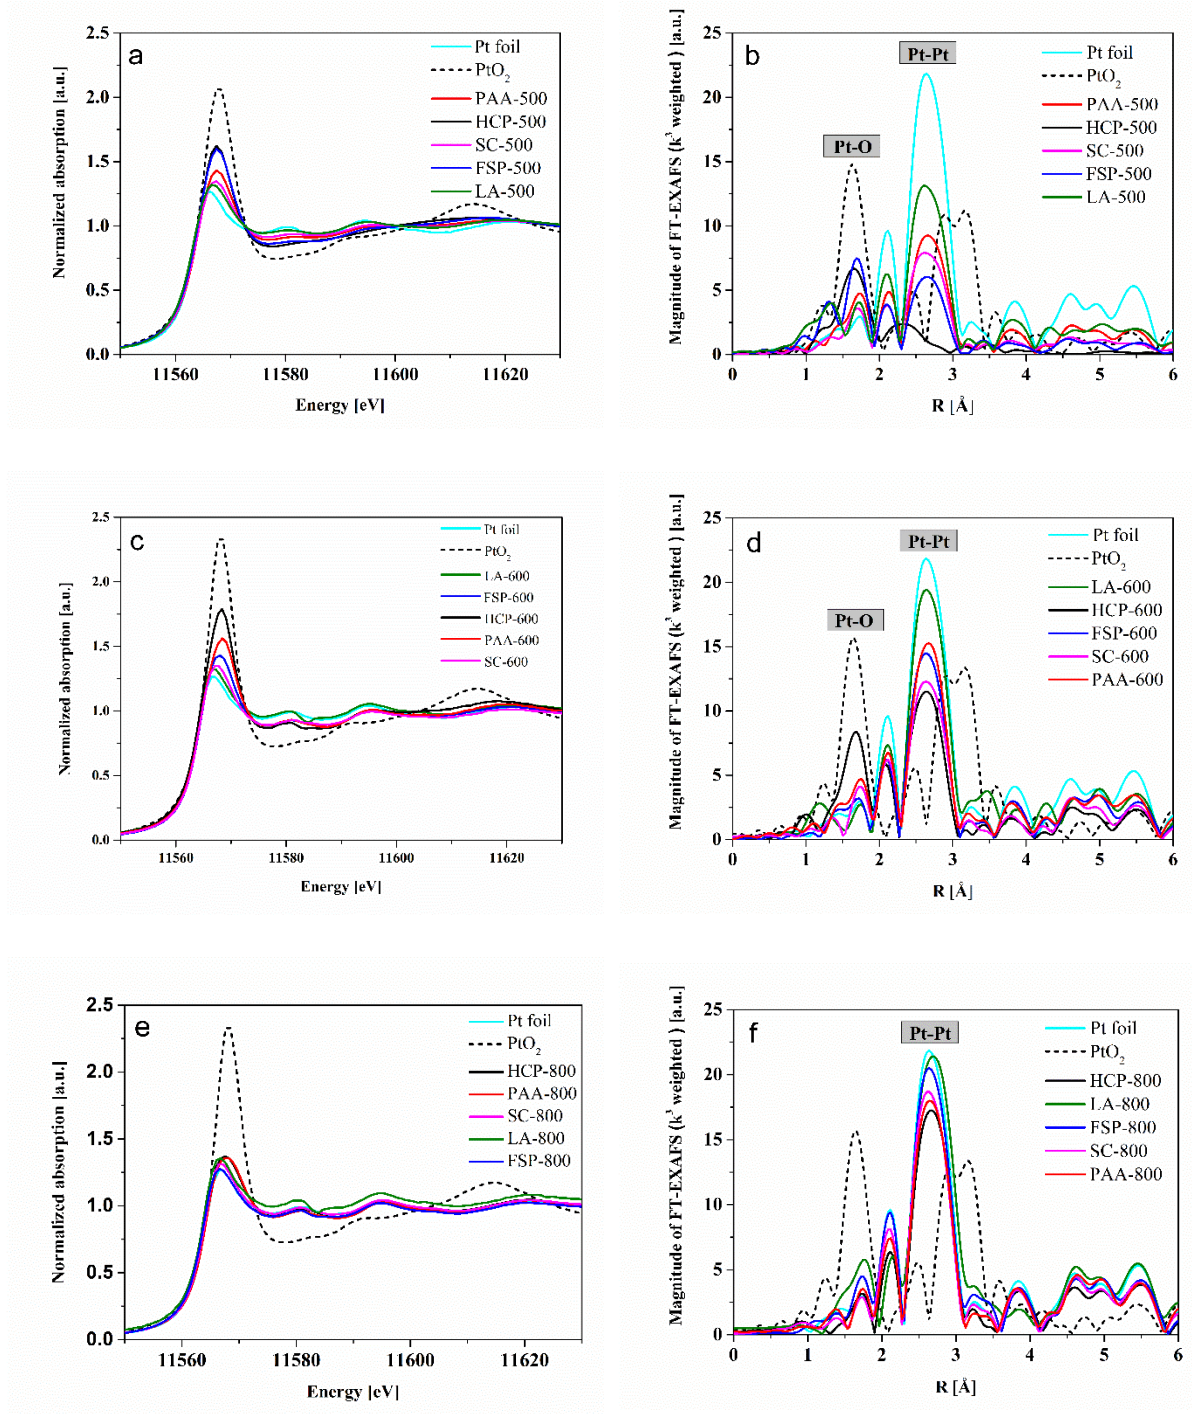 a
2.5
2.0
1.5
1.0
0.5
0.0
Normalized absorption [a.u.]
11560 11580 11600 11620
Energy [eV]
Pt foil
PtO2
PAA-500
HCP-500
SC-500
FSP-500
LA-500
b
25
20
15
10
5
0
Magnitude of FT-EXAFS (k³ weighted ) [a.u.]
0 1 2 3 4 5 6
R [Å]
Pt-Pt
Pt-O
Pt foil
PtO2
PAA-500
HCP-500
SC-500
FSP-500
LA-500
c
2.5
2.0
1.5
1.0
0.5
0.0
Normalized absorption [a.u.]
11560 11580 11600 11620
Energy [eV]
Pt foil
PtO2
LA-600
FSP-600
HCP-600
PAA-600
SC-600
d
25
20
15
10
5
0
Magnitude of FT-EXAFS (k³ weighted ) [a.u.]
0 1 2 3 4 5 6
R [Å]
Pt-Pt
Pt-O
Pt foil
PtO2
LA-600
HCP-600
FSP-600
SC-600
PAA-600
e
2.5
2.0
1.5
1.0
0.5
0.0
Normalized absorption [a.u.]
11560 11580 11600 11620
Energy [eV]
Pt foil
PtO2
HCP-800
PAA-800
SC-800
LA-800
FSP-800
f
25
20
15
10
5
0
Magnitude of FT-EXAFS (k³ weighted ) [a.u.]
0 1 2 3 4 5 6
R [Å]
Pt-Pt
Pt foil
PtO2
HCP-800
LA-800
FSP-800
SC-800
PAA-800